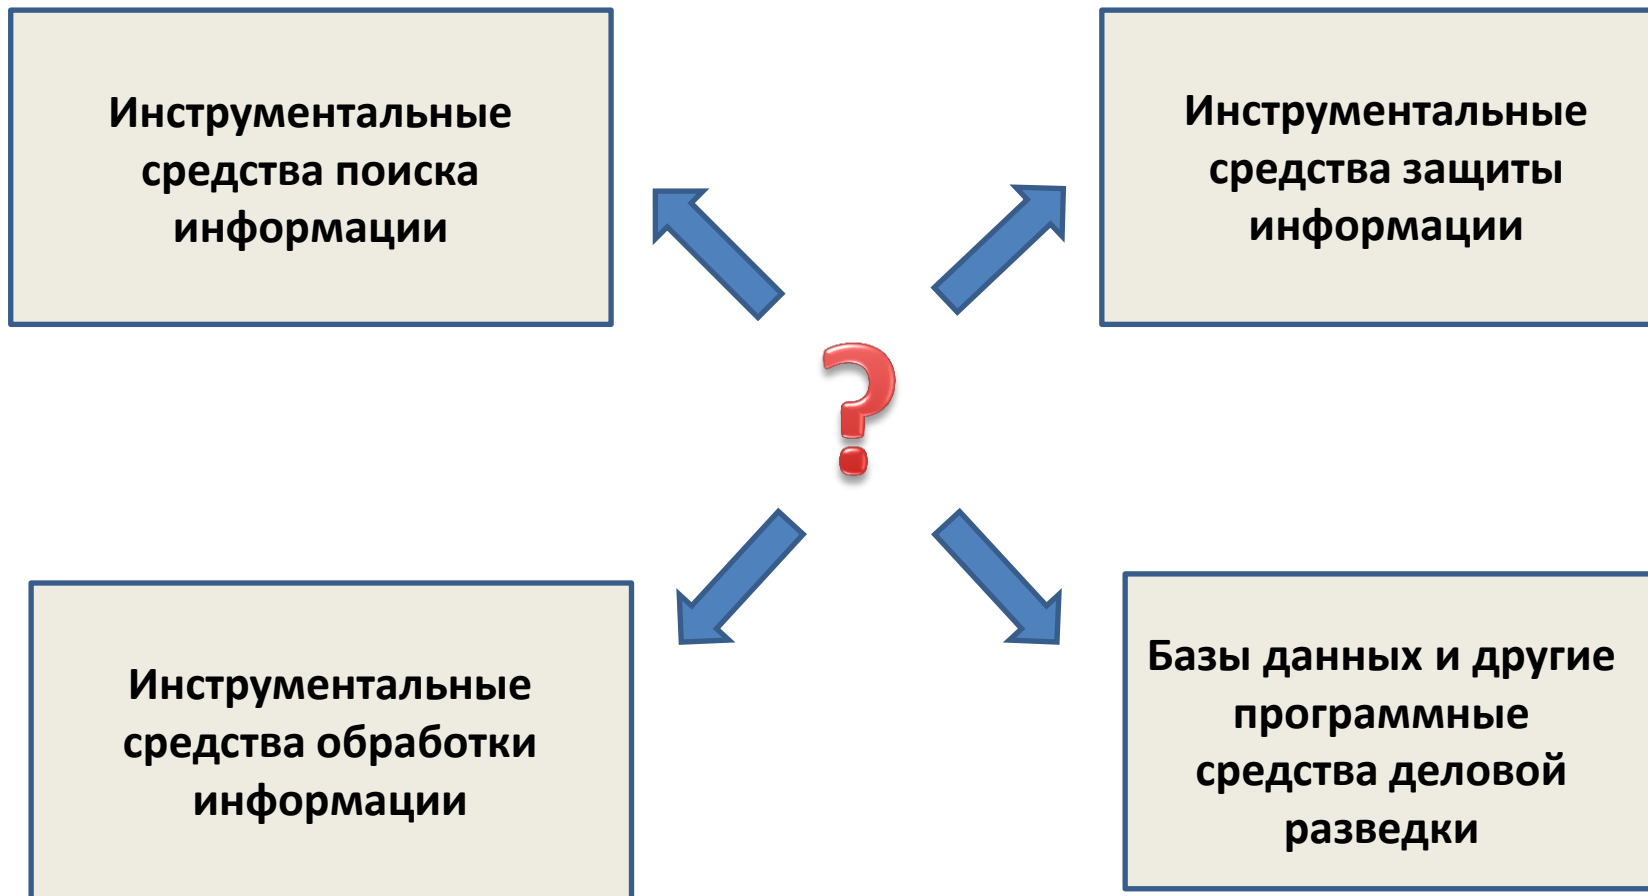 Инструментальные
средства поиска
информации
Инструментальные
средства защиты
информации
?
Инструментальные
средства обработки
информации
Базы данных и другие
программные
средства деловой
разведки